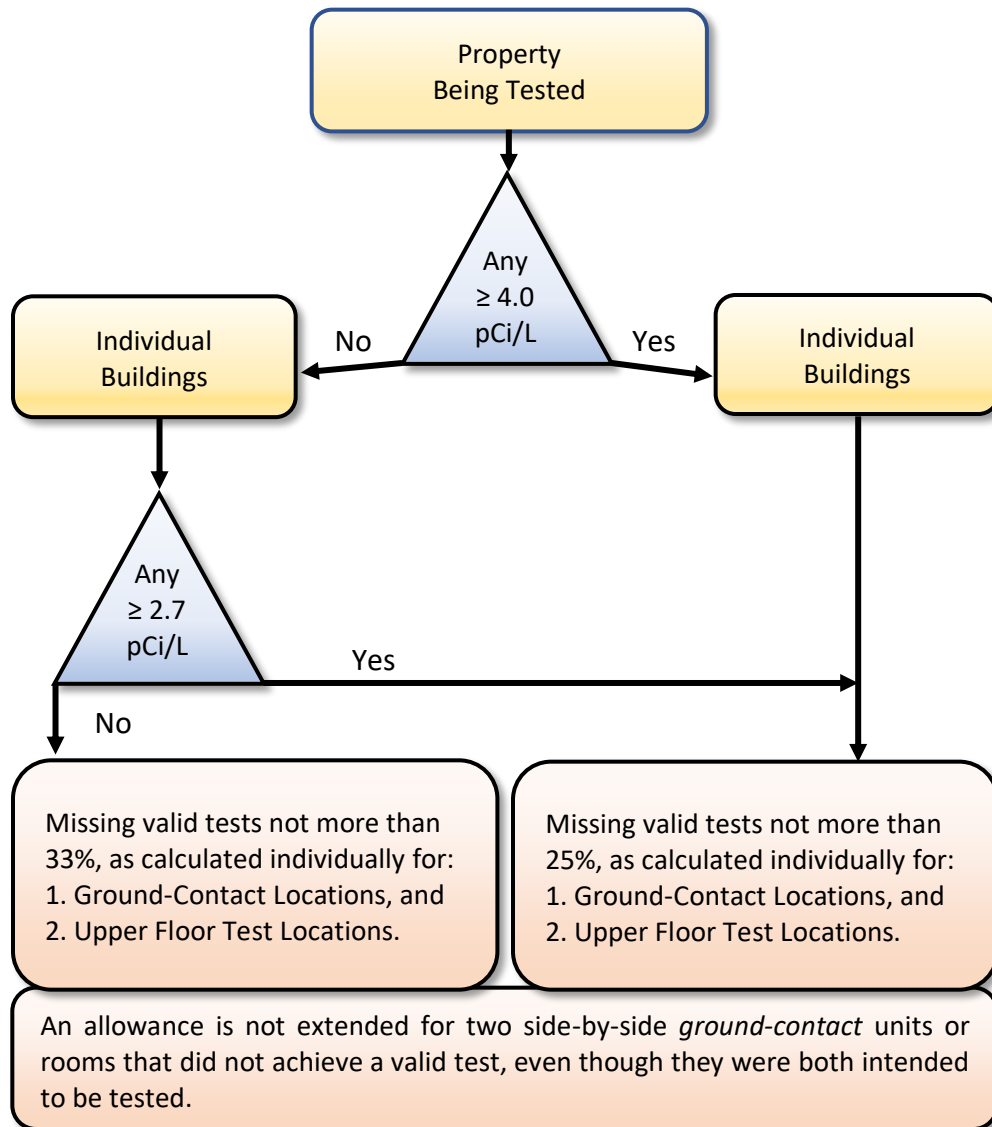 Property
Being Tested
Any
≥ 4.0
pCi/L
No
Yes
Individual
Buildings
Individual
Buildings
Any
≥ 2.7
pCi/L
Yes
No
Missing valid tests not more than
33%, as calculated individually for:
1. Ground-Contact Locations, and
2. Upper Floor Test Locations.
Missing valid tests not more than
25%, as calculated individually for:
1. Ground-Contact Locations, and
2. Upper Floor Test Locations.
An allowance is not extended for two side-by-side ground-contact units or
rooms that did not achieve a valid test, even though they were both intended
to be tested.